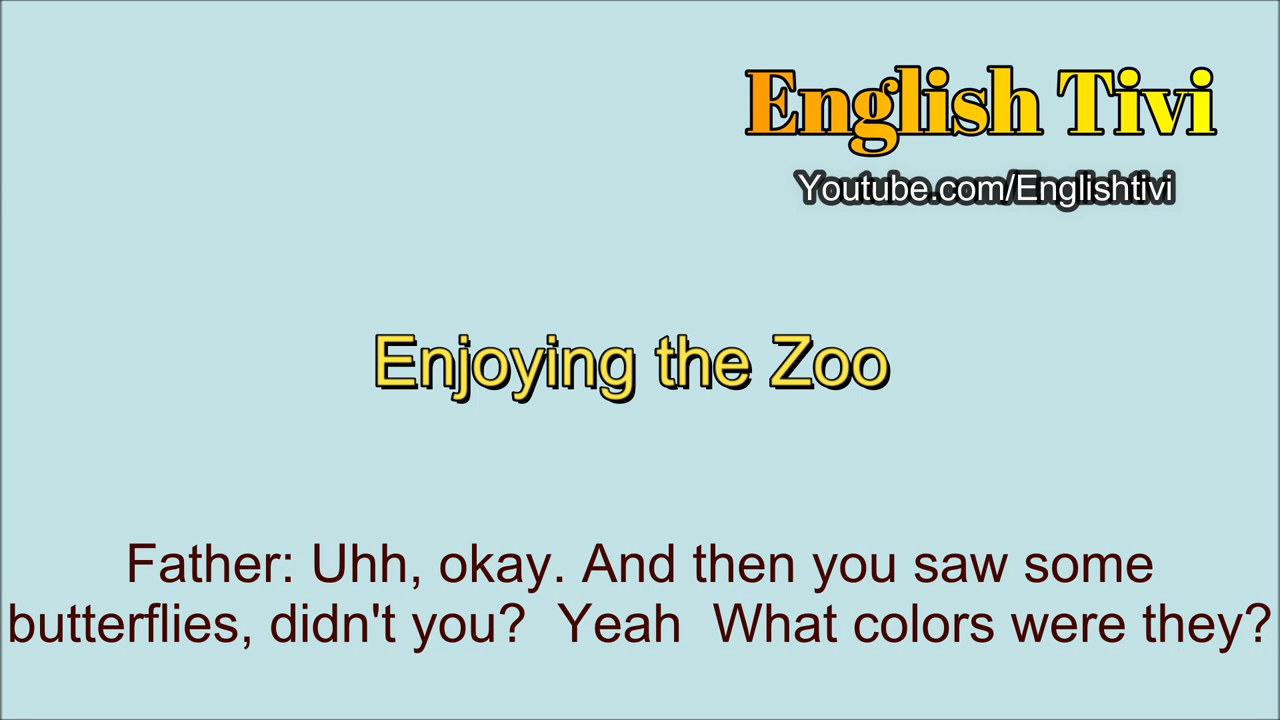 English Tivi
Youtube.com/Englishtivi
Enjoying the Zoo
Father: Uhh, okay. And then you saw some
butterflies, didn't you?  Yeah  What colors were they?